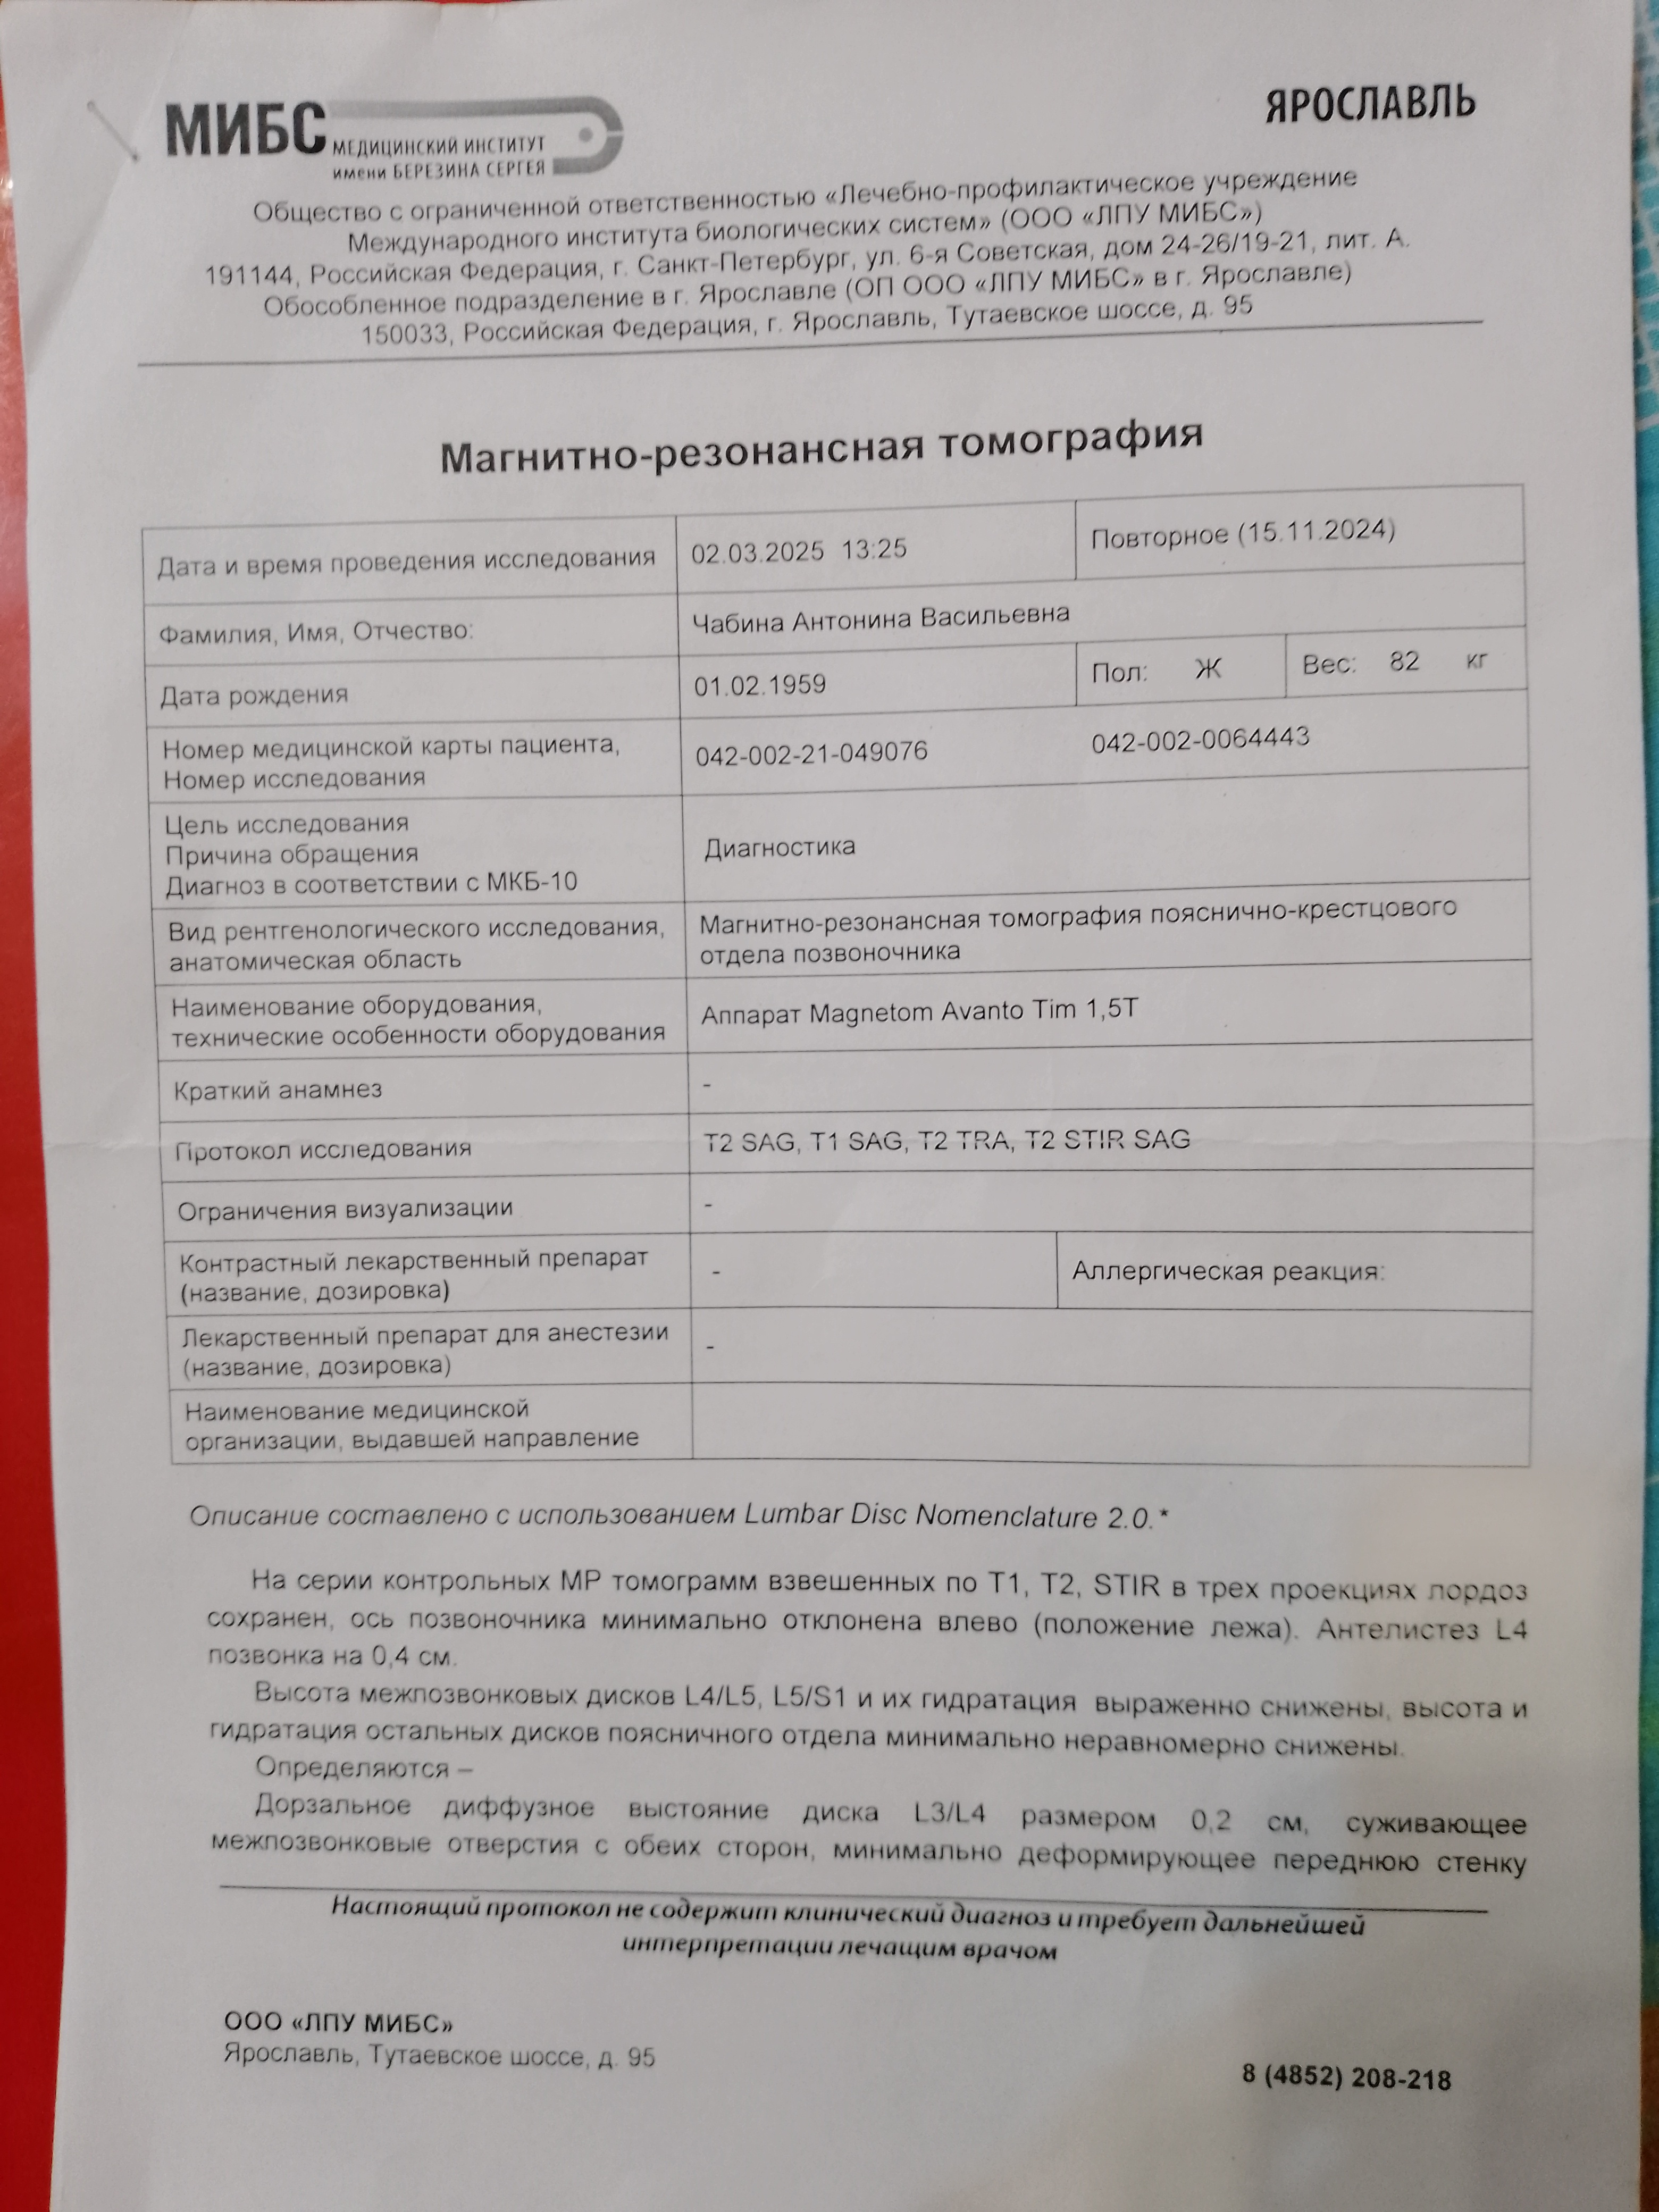 МИБС
МЕДИЦИНСКИЙ ИНСТИТУТ
имени БЕРЕЗИНА СЕРГЕЯ
ЯРОСЛАВЛЬ
Общество с ограниченной ответственностью «Лечебно-профилактическое учреждение
Международного института биологических систем» (ООО «ЛПУ МИБС»)
191144, Российская Федерация, г. Санкт-Петербург, ул. 6-я Советская, дом 24-26/19-21, лит. А.
Обособленное подразделение в г. Ярославле (ОП ООО «ЛПУ МИБС» в г. Ярославле)
150033, Российская Федерация, г. Ярославль, Тутаевское шоссе, д. 95
Магнитно-резонансная томография
Дата и время проведения исследования 02.03.2025 13:25 Повторное (15.11.2024)
Фамилия, Имя, Отчество: Чабина Антонина Васильевна
Дата рождения 01.02.1959 Пол: Ж Вес: 82 кг
Номер медицинской карты пациента,
Номер исследования
042-002-21-049076 042-002-0064443
Цель исследования
Причина обращения
Диагноз в соответствии с МКБ-10
Диагностика
Вид рентгенологического исследования,
анатомическая область
Магнитно-резонансная томография пояснично-крестцового
отдела позвоночника
Наименование оборудования,
технические особенности оборудования
Аппарат Magnetom Avanto Tim 1,5T
Краткий анамнез -
Протокол исследования T2 SAG, T1 SAG, T2 TRA, T2 STIR SAG
Ограничения визуализации -
Контрастный лекарственный препарат
(название, дозировка)
- Аллергическая реакция:
Лекарственный препарат для анестезии
(название, дозировка)
-
Наименование медицинской
организации, выдавшей направление
Описание составлено с использованием Lumbar Disc Nomenclature 2.0.*
На серии контрольных МР томограмм взвешенных по Т1, Т2, STIR в трех проекциях лордоз
сохранен, ось позвоночника минимально отклонена влево (положение лежа). Антелистез L4
позвонка на 0,4 см.
Высота межпозвонковых дисков L4/L5, L5/S1 и их гидратация выраженно снижены, высота и
гидратация остальных дисков поясничного отдела минимально неравномерно снижены.
Определяются –
Дорзальное диффузное выстояние диска L3/L4 размером 0,2 см, суживающее
межпозвонковые отверстия с обеих сторон, минимально деформирующее переднюю стенку
Настоящий протокол не содержит клинический диагноз и требует дальнейшей
интерпретации лечащим врачом
ООО «ЛПУ МИБС»
Ярославль, Тутаевское шоссе, д. 95
8 (4852) 208-218